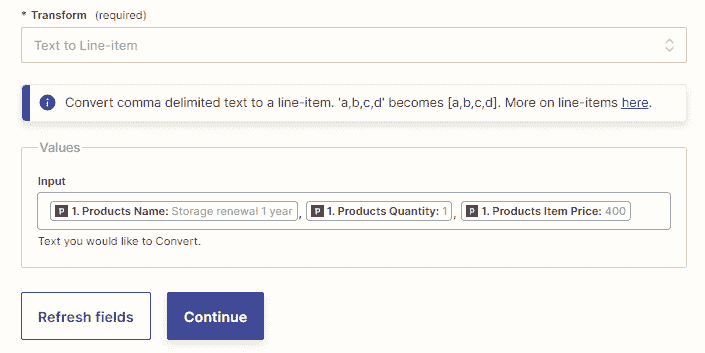 * Transform (required)
Text to Line-item
Convert comma delimited text to a line-item. 'a,b,c,d' becomes [a,b,c,d]. More on line-items here.
Values
Input
P 1. Products Name: Storage renewal 1 year, P 1. Products Quantity: 1, P 1. Products Item Price: 400
Text you would like to Convert.
Refresh fields Continue